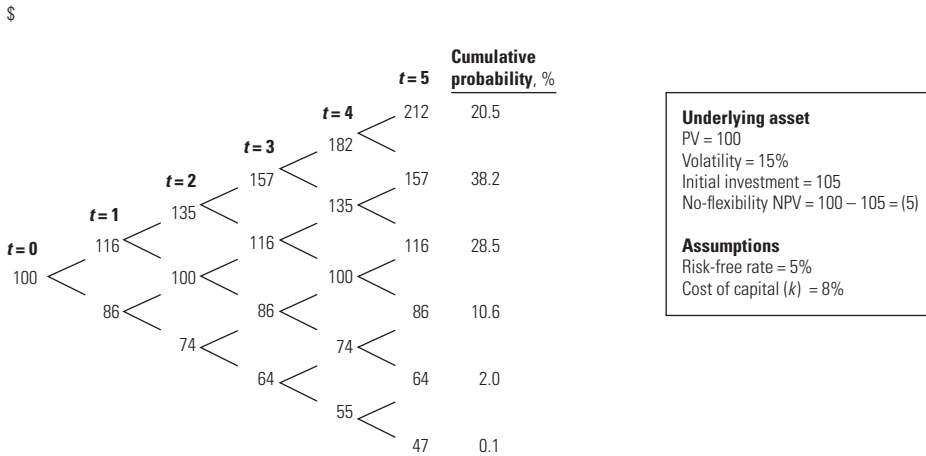 $
Cumulative
t = 5 probability, %
t = 4 212 20.5
t = 3 182
t = 2 157 157 38.2
t = 1 135 135
t = 0 116 116 116 28.5
100 100 100
86 86 86 10.6
74 74
64 64 2.0
55
47 0.1
Underlying asset
PV = 100
Volatility = 15%
Initial investment = 105
No-flexibility NPV = 100 – 105 = (5)
Assumptions
Risk-free rate = 5%
Cost of capital (k) = 8%